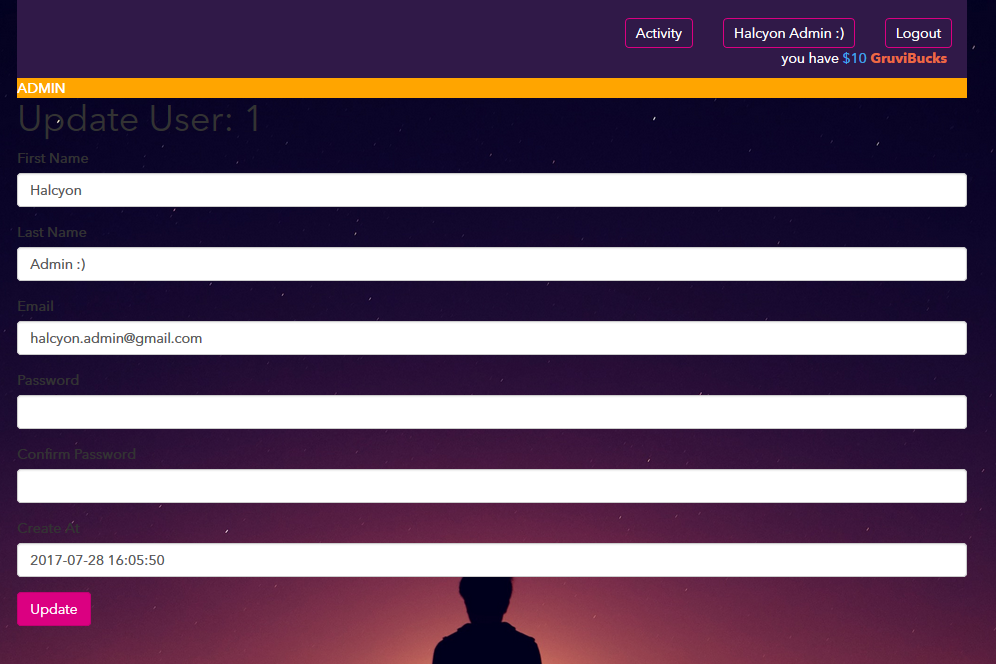 Activity Halcyon Admin :) Logout
you have $10 GruviBucks
ADMIN
Update User: 1
First Name
Halcyon
Last Name
Admin :)
Email
halcyon.admin@gmail.com
Password
Confirm Password
Create At
2017-07-28 16:05:50
Update